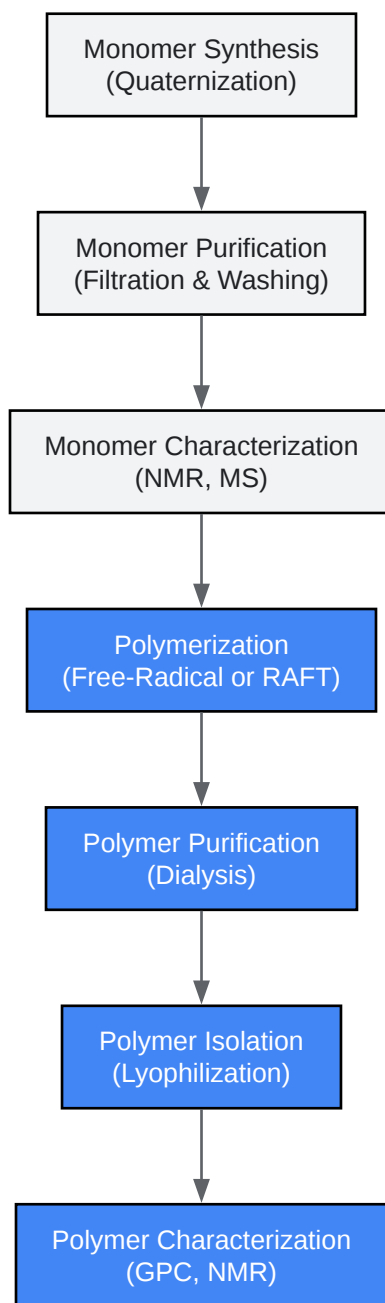 Monomer Synthesis
(Quaternization)
Monomer Purification
(Filtration & Washing)
Monomer Characterization
(NMR, MS)
Polymerization
(Free-Radical or RAFT)
Polymer Purification
(Dialysis)
Polymer Isolation
(Lyophilization)
Polymer Characterization
(GPC, NMR)